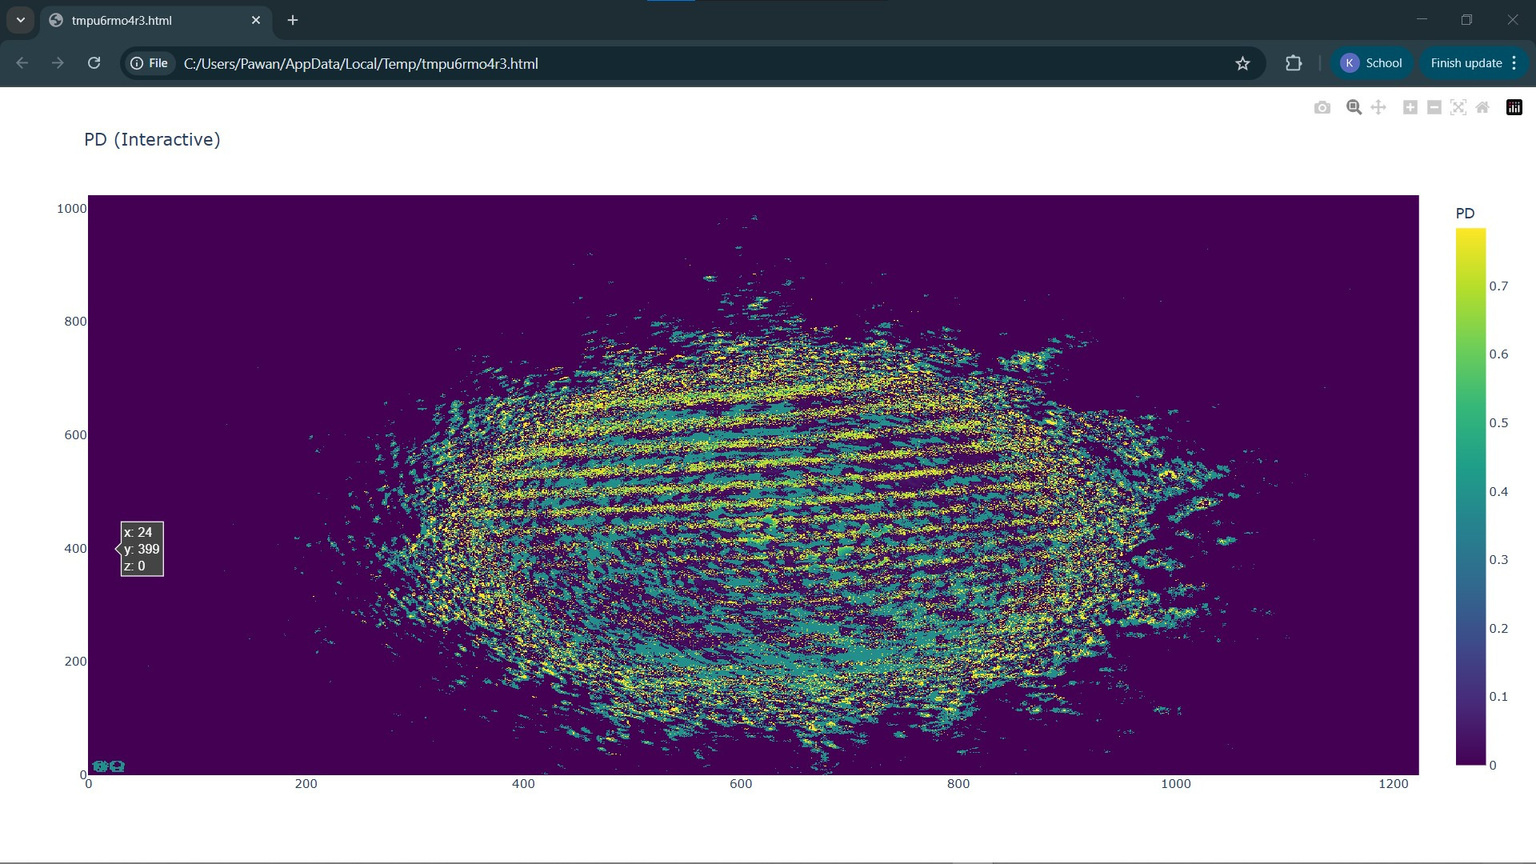 tmpu6rmo4r3.html
File C:/Users/Pawan/AppData/Local/Temp/tmpu6rmo4r3.html
K School
Finish update
PD (Interactive)
1000
800
600
400
200
0
x: 24
y: 399
z: 0
0 200 400 600 800 1000 1200
PD
0.7
0.6
0.5
0.4
0.3
0.2
0.1
0